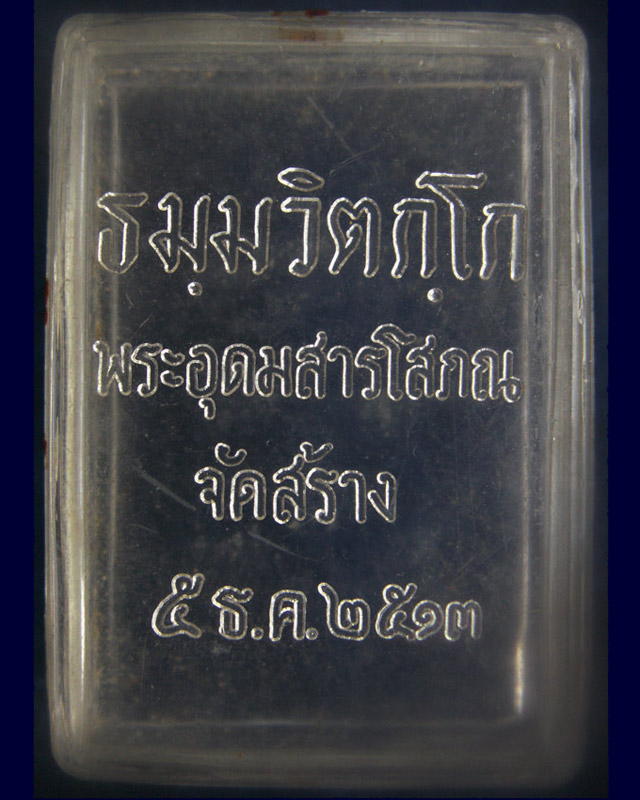 ธมฺมวิตกฺโก
พระอุดมสารโสภณ
จัดสร้าง
๕ ธ.ค. ๒๕๑๓